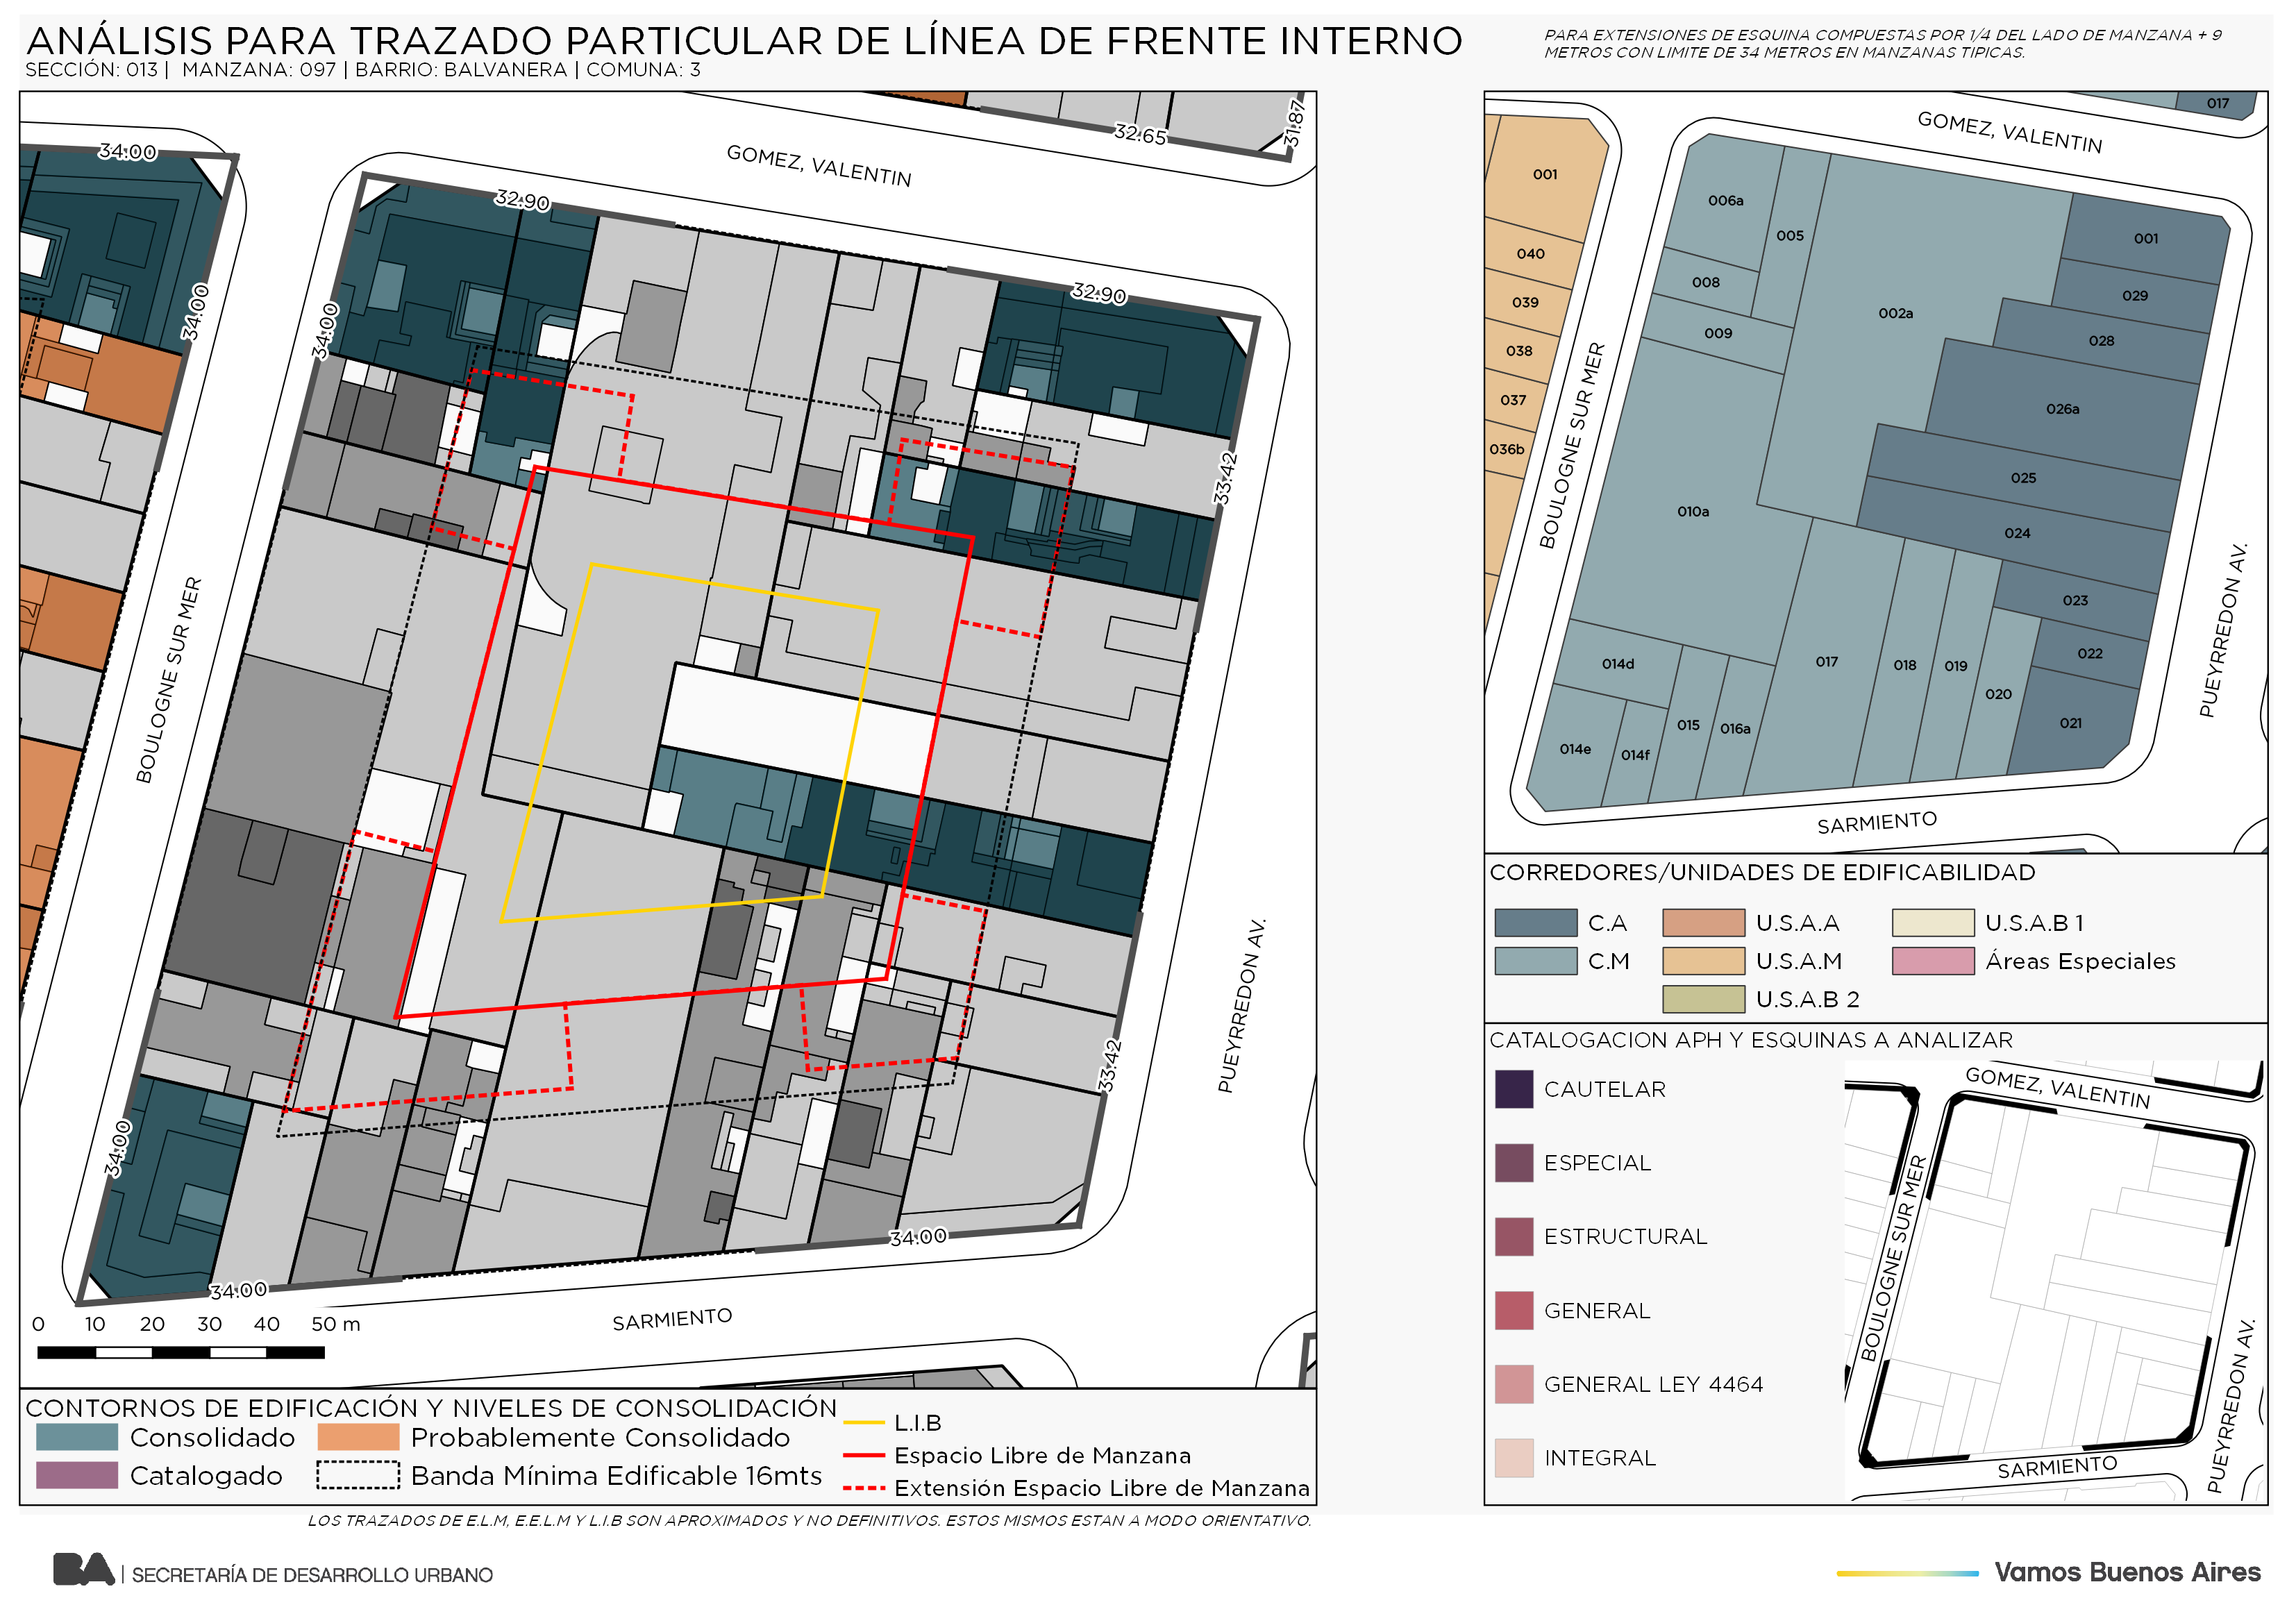 ANÁLISIS PARA TRAZADO PARTICULAR DE LÍNEA DE FRENTE INTERNO
SECCIÓN: 013 | MANZANA: 097 | BARRIO: BALVANERA | COMUNA: 3
PARA EXTENSIONES DE ESQUINA COMPUESTAS POR 1/4 DEL LADO DE MANZANA + 9
METROS CON LIMITE DE 34 METROS EN MANZANAS TIPICAS.
34.00
32.65
31.87
GOMEZ, VALENTIN
32.90
34.00
34.00
32.90
33.42
BOULOGNE SUR MER
PUEYRREDON AV.
33.42
34.00
34.00
34.00
SARMIENTO
0 10 20 30 40 50 m
CONTORNOS DE EDIFICACIÓN Y NIVELES DE CONSOLIDACIÓN
Consolidado
Probablemente Consolidado
Catalogado
Banda Mínima Edificable 16mts
L.I.B
Espacio Libre de Manzana
Extensión Espacio Libre de Manzana
017
GOMEZ, VALENTIN
001
006a
005
001
040
008
029
039
009
002a
028
038
037
026a
036b
025
010a
024
BOULOGNE SUR MER
023
014d
017
018
019
022
PUEYRREDON AV.
020
014e
014f
015
016a
021
SARMIENTO
CORREDORES/UNIDADES DE EDIFICABILIDAD
C.A
U.S.A.A
U.S.A.B 1
C.M
U.S.A.M
Áreas Especiales
U.S.A.B 2
CATALOGACION APH Y ESQUINAS A ANALIZAR
CAUTELAR
ESPECIAL
ESTRUCTURAL
GENERAL
GENERAL LEY 4464
INTEGRAL
GOMEZ, VALENTIN
BOULOGNE SUR MER
PUEYRREDON AV.
SARMIENTO
LOS TRAZADOS DE E.L.M, E.E.L.M Y L.I.B SON APROXIMADOS Y NO DEFINITIVOS. ESTOS MISMOS ESTAN A MODO ORIENTATIVO.
BA | SECRETARÍA DE DESARROLLO URBANO
Vamos Buenos Aires